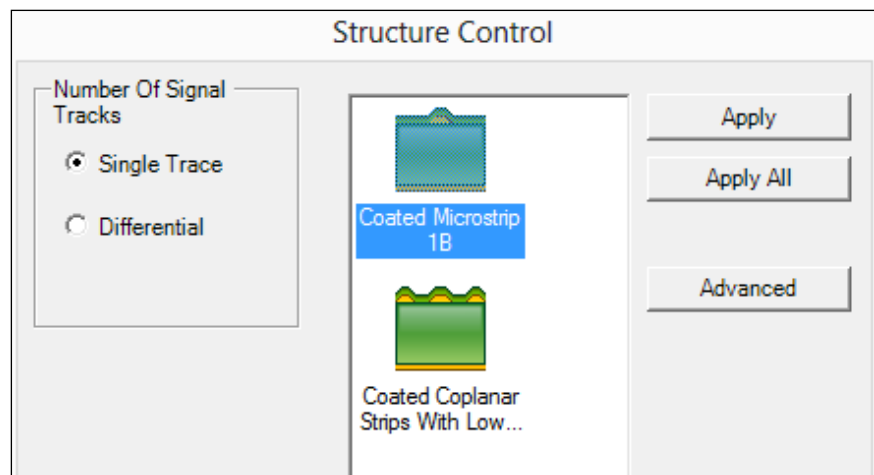 Structure Control
Number Of Signal
Tracks
Single Trace
Differential
Coated Microstrip
1B
Coated Coplanar
Strips With Low...
Apply
Apply All
Advanced